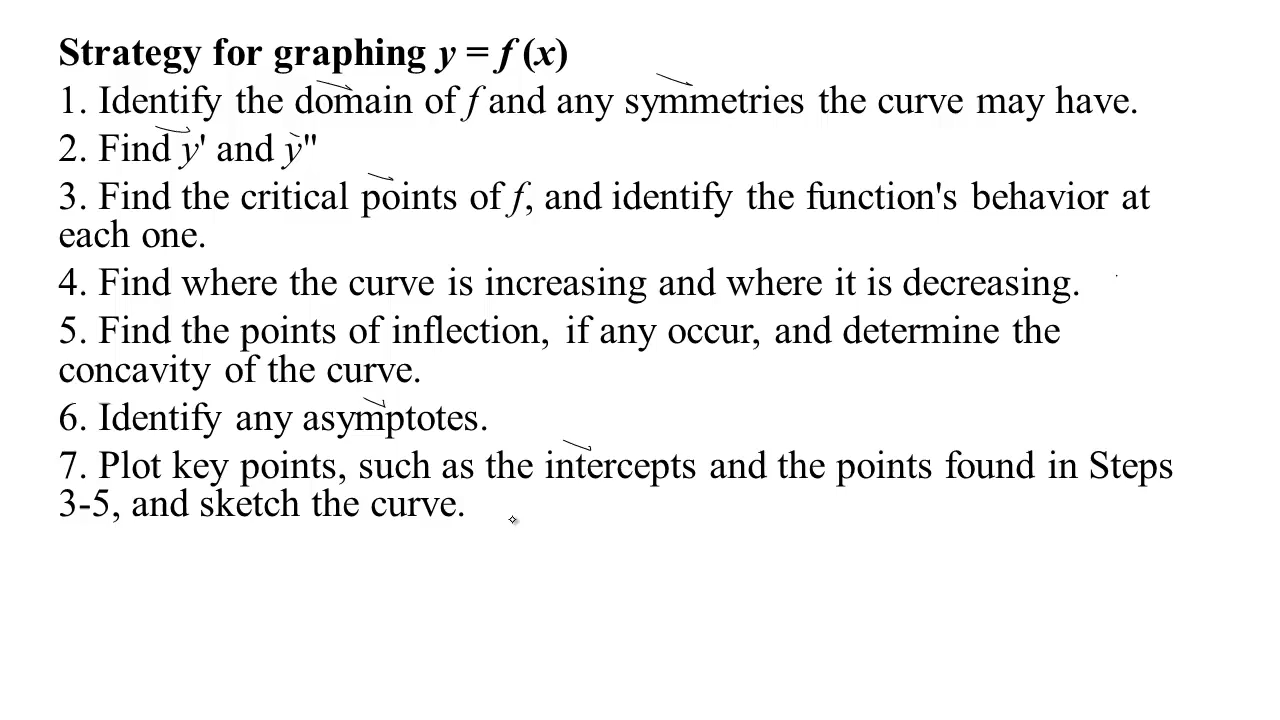 Strategy for graphing y = f (x)
1. Identify the domain of f and any symmetries the curve may have.
2. Find y' and y"
3. Find the critical points of f, and identify the function's behavior at
each one.
4. Find where the curve is increasing and where it is decreasing.
5. Find the points of inflection, if any occur, and determine the
concavity of the curve.
6. Identify any asymptotes.
7. Plot key points, such as the intercepts and the points found in Steps
3-5, and sketch the curve.